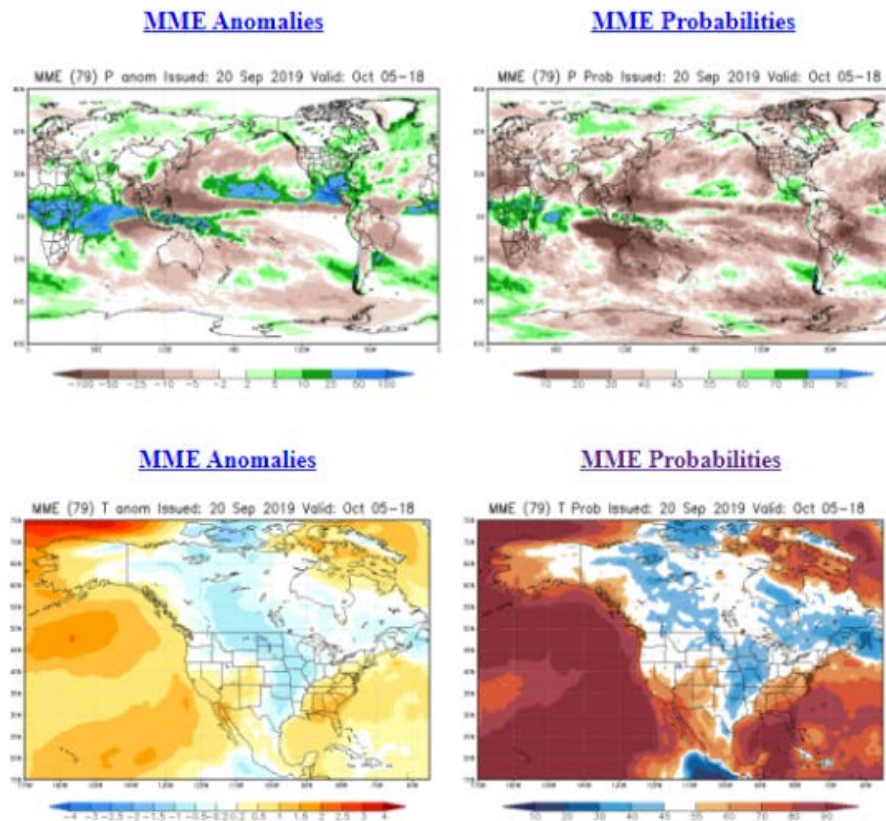 MME Anomalies
MME Probabilities
MME (79) P anom Issued: 20 Sep 2019 Valid: Oct 05-18
MME (79) P Prob Issued: 20 Sep 2019 Valid: Oct 05-18
-100 -50 -25 -10 -5 -2 2 5 10 25 50 100
10 20 30 40 45 55 60 70 80 90
MME Anomalies
MME Probabilities
MME (79) T anom Issued: 20 Sep 2019 Valid: Oct 05-18
MME (79) T Prob Issued: 20 Sep 2019 Valid: Oct 05-18
-4 -3 -2.5 -2 -1.5 -1 -0.5 -0.2 0.2 0.5 1 1.5 2 2.5 3 4
10 20 30 40 45 55 60 70 80 90